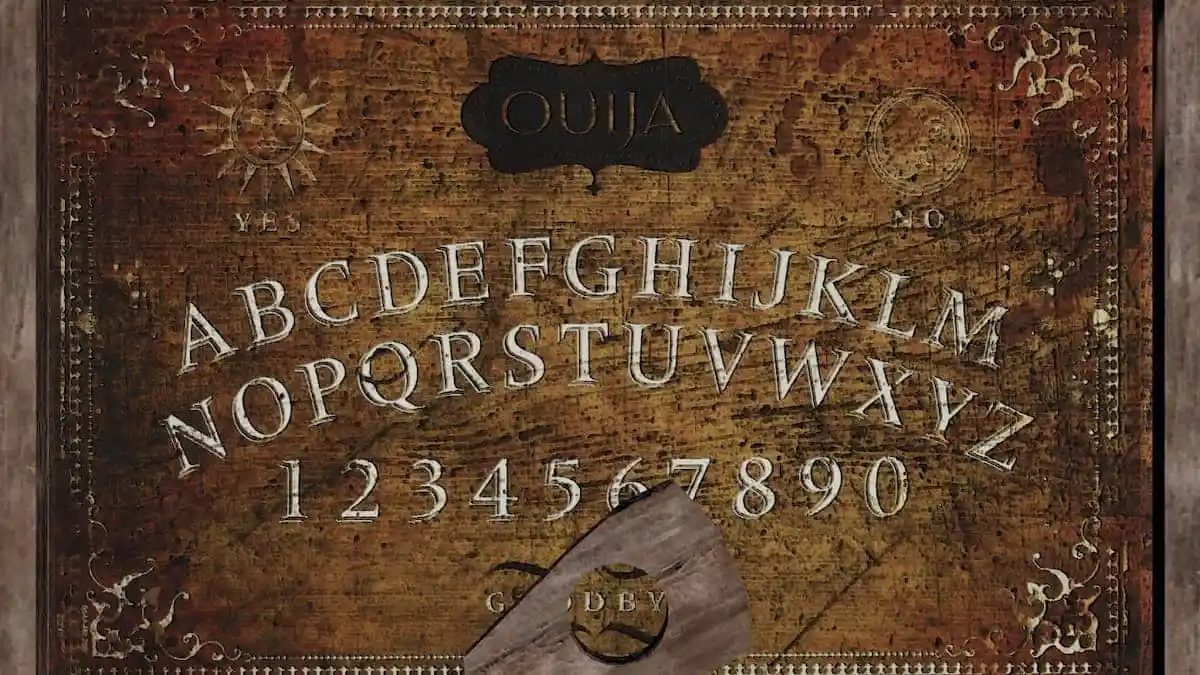 OUIJA
YES NO
ABCDEFGHIJKLM
NOPQRSTUVWXYZ
1234567890